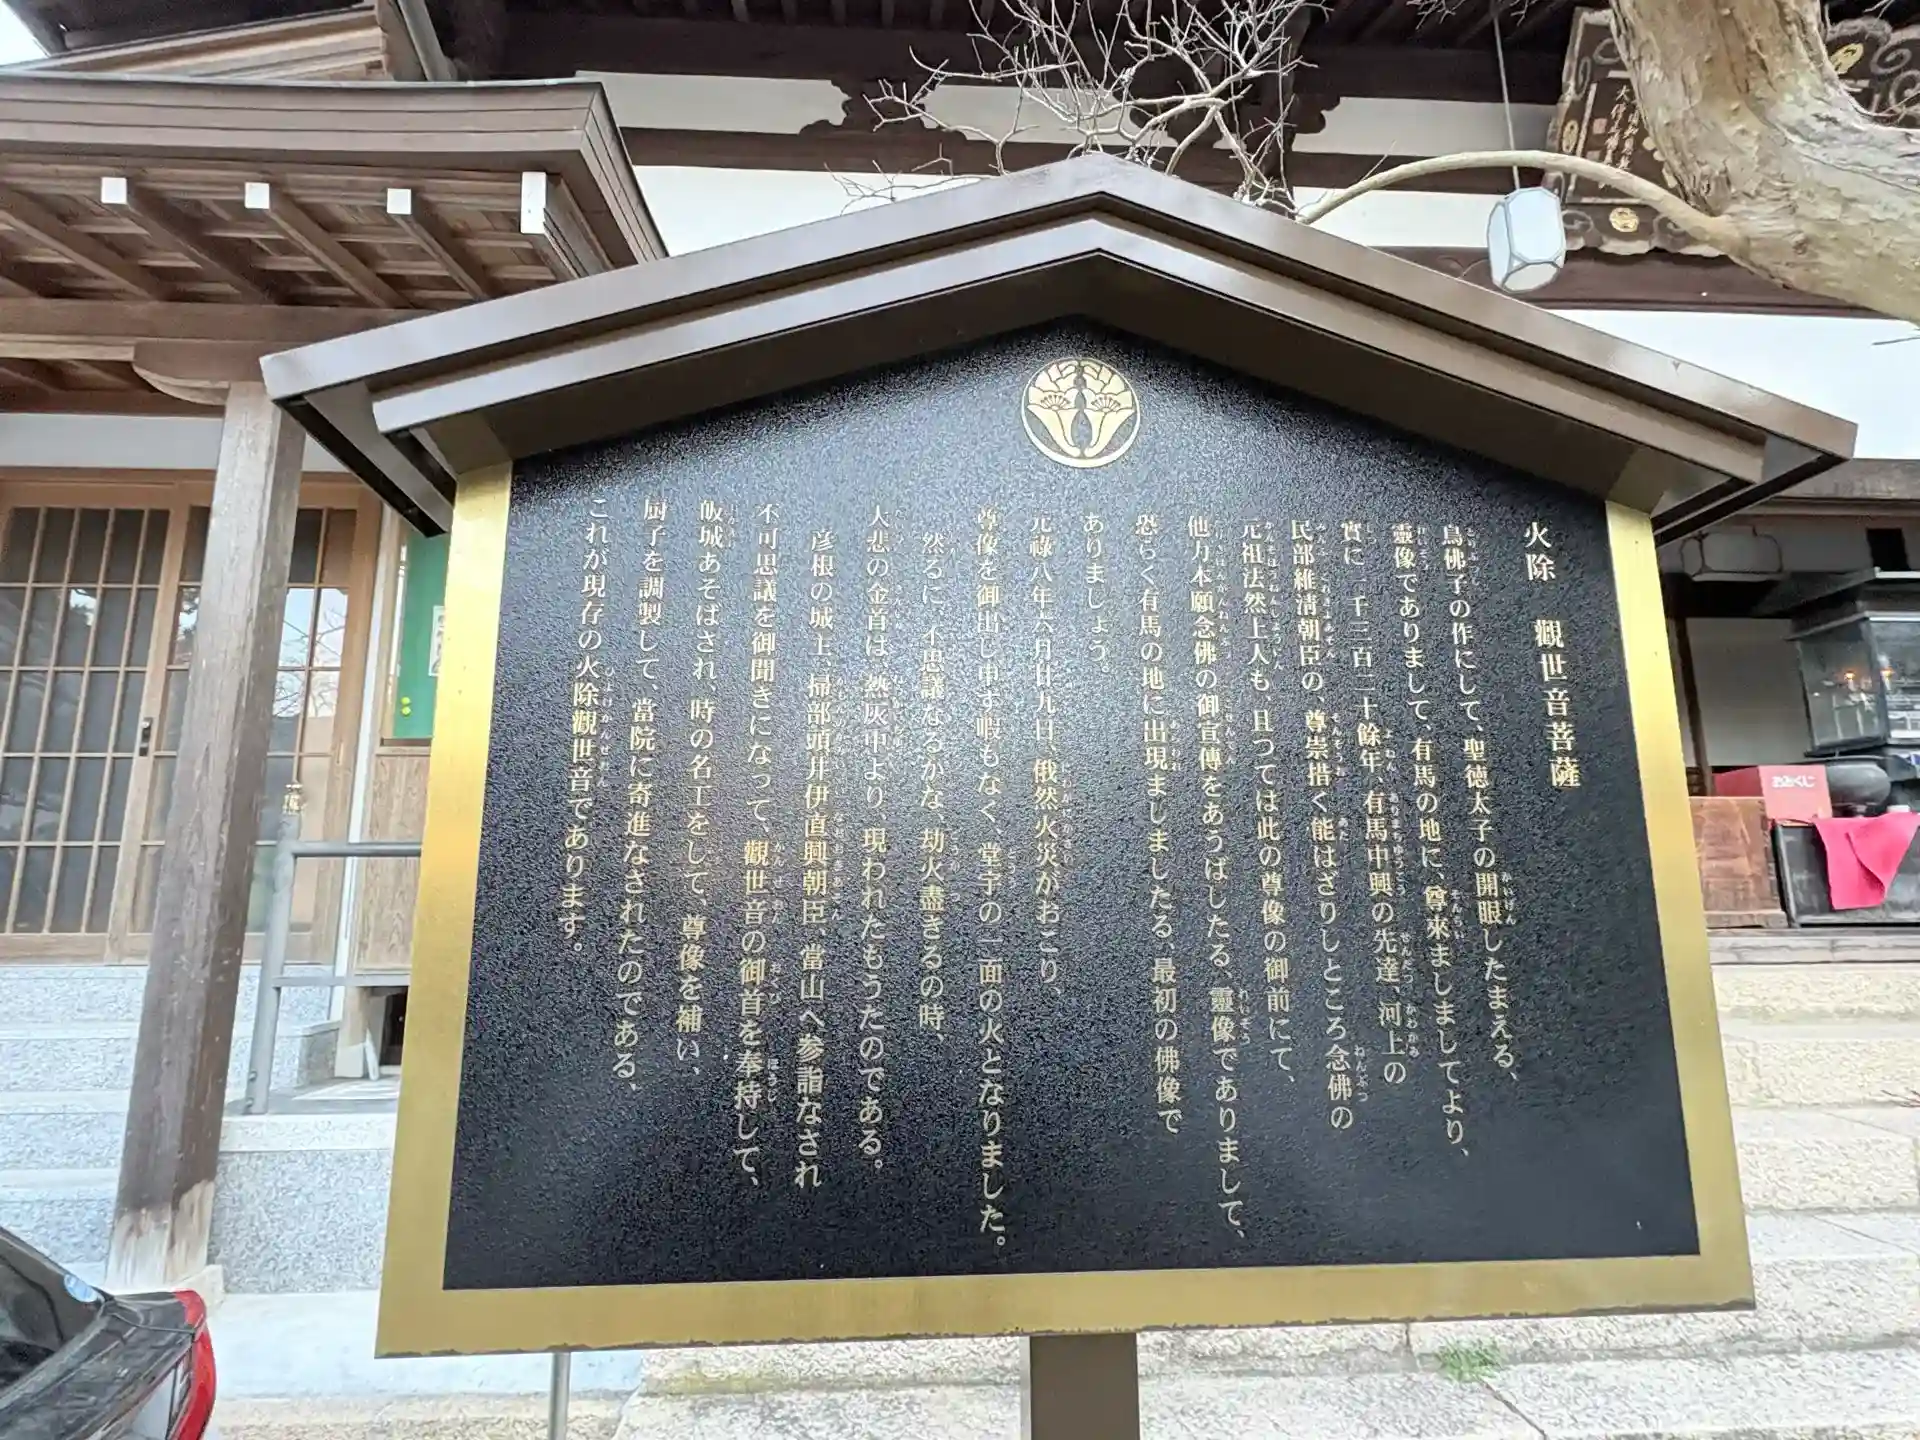 火除 觀世音菩薩
鳥佛子の作にして、聖徳太子の開眼したまえる、
靈像でありまして、有馬の地に、尊來ましましてより、
實に一千三百二十餘年、有馬中興の先達、河上の
民部維清朝臣の、尊崇措く能はざりしところ念佛の
元祖法然上人も、且つては此の尊像の御前にて、
他力本願念佛の御宣傳をあうばしたる、靈像でありまして、
恐らく有馬の地に出現ましましたる、最初の佛像で
ありましょう。
元祿八年六月廿九日、俄然火災がおこり、
尊像を御出し申す暇もなく、堂宇の一面の火となりました。
然るに、不思議なるかな、劫火盡きるの時、
大悲の金首は、熱灰中より、現われたもうたのである。
彦根の城主、掃部頭井伊直興朝臣、當山へ参詣なされ
不可思議を御聞きになって、觀世音の御首を奉持して、
皈城あそばされ、時の名工をして、尊像を補い、
厨子を調製して、當院に寄進なされたのである、
これが現存の火除觀世音であります。
おみくじ